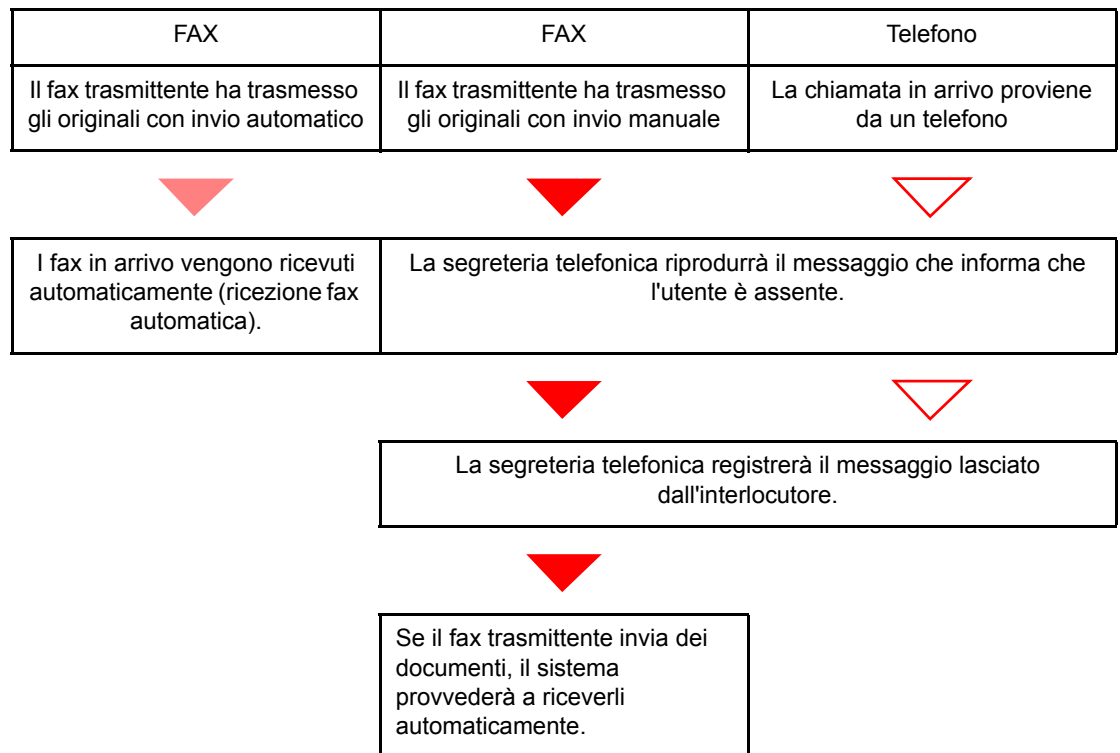 FAX
FAX
Telefono
Il fax trasmittente ha trasmesso
gli originali con invio automatico
Il fax trasmittente ha trasmesso
gli originali con invio manuale
La chiamata in arrivo proviene
da un telefono
I fax in arrivo vengono ricevuti
automaticamente (ricezione fax
automatica).
La segreteria telefonica riprodurrà il messaggio che informa che
l'utente è assente.
La segreteria telefonica registrerà il messaggio lasciato
dall'interlocutore.
Se il fax trasmittente invia dei
documenti, il sistema
provvederà a riceverli
automaticamente.